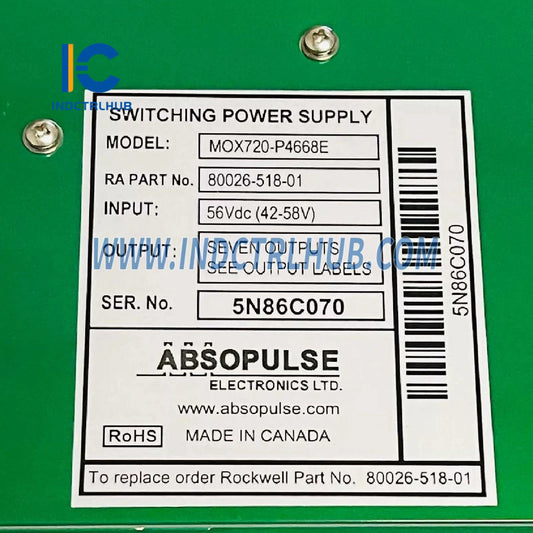 INDCTRLHUB
SWITCHING POWER SUPPLY
MODEL: MOX720-P4668E
RA PART No. 80026-518-01
INPUT: 56Vdc (42-58V)
WWW.INDCTRLHUB.COM
OUTPUT: SEVEN OUTPUTS
SEE OUTPUT LABELS
SER. No. 5N86C070
5N86C070
ABSOPULSE
ELECTRONICS LTD.
www.absopulse.com
RoHS MADE IN CANADA
To replace order Rockwell Part No. 80026-518-01